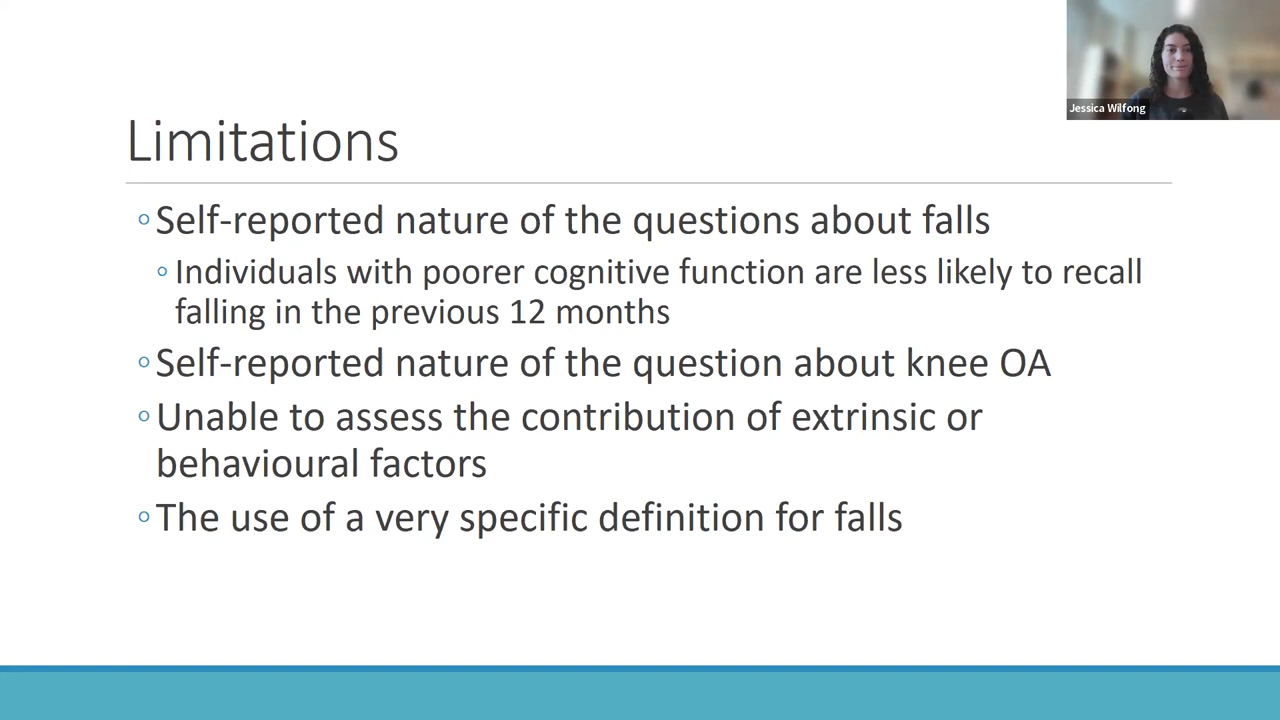 Jessica Wilfong
Limitations
◦Self-reported nature of the questions about falls
◦Individuals with poorer cognitive function are less likely to recall
falling in the previous 12 months
◦Self-reported nature of the question about knee OA
◦Unable to assess the contribution of extrinsic or
behavioural factors
◦The use of a very specific definition for falls